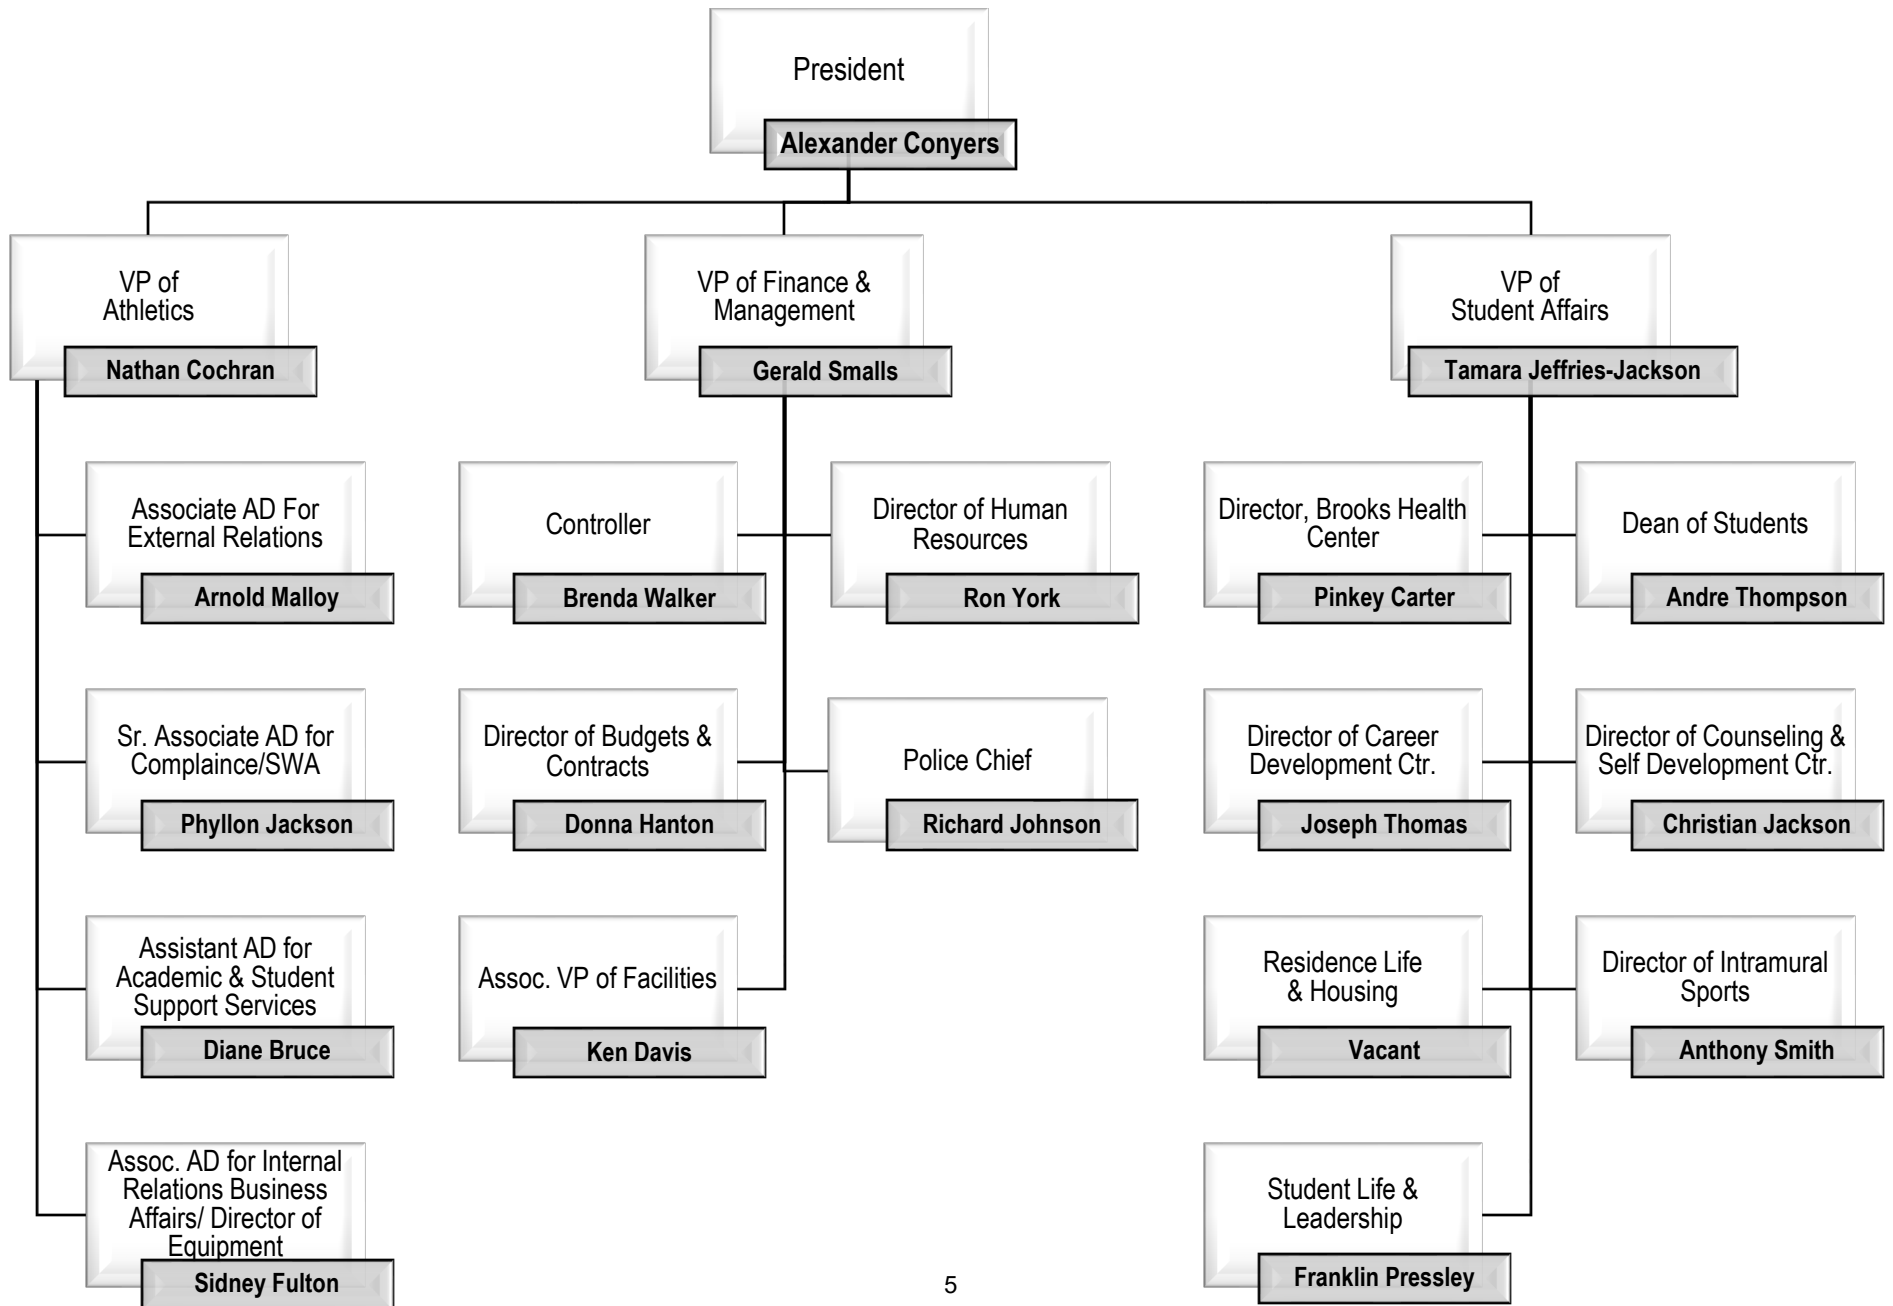 President
Alexander Conyers
VP of
Athletics
Nathan Cochran
VP of Finance &
Management
Gerald Smalls
VP of
Student Affairs
Tamara Jeffries-Jackson
Associate AD For
External Relations
Arnold Malloy
Controller
Brenda Walker
Director of Human
Resources
Ron York
Director, Brooks Health
Center
Pinkey Carter
Dean of Students
Andre Thompson
Sr. Associate AD for
Complaince/SWA
Phyllon Jackson
Director of Budgets &
Contracts
Donna Hanton
Police Chief
Richard Johnson
Director of Career
Development Ctr.
Joseph Thomas
Director of Counseling &
Self Development Ctr.
Christian Jackson
Assistant AD for
Academic & Student
Support Services
Diane Bruce
Assoc. VP of Facilities
Ken Davis
Residence Life
& Housing
Vacant
Director of Intramural
Sports
Anthony Smith
Assoc. AD for Internal
Relations Business
Affairs/ Director of
Equipment
Sidney Fulton
Student Life &
Leadership
Franklin Pressley
5